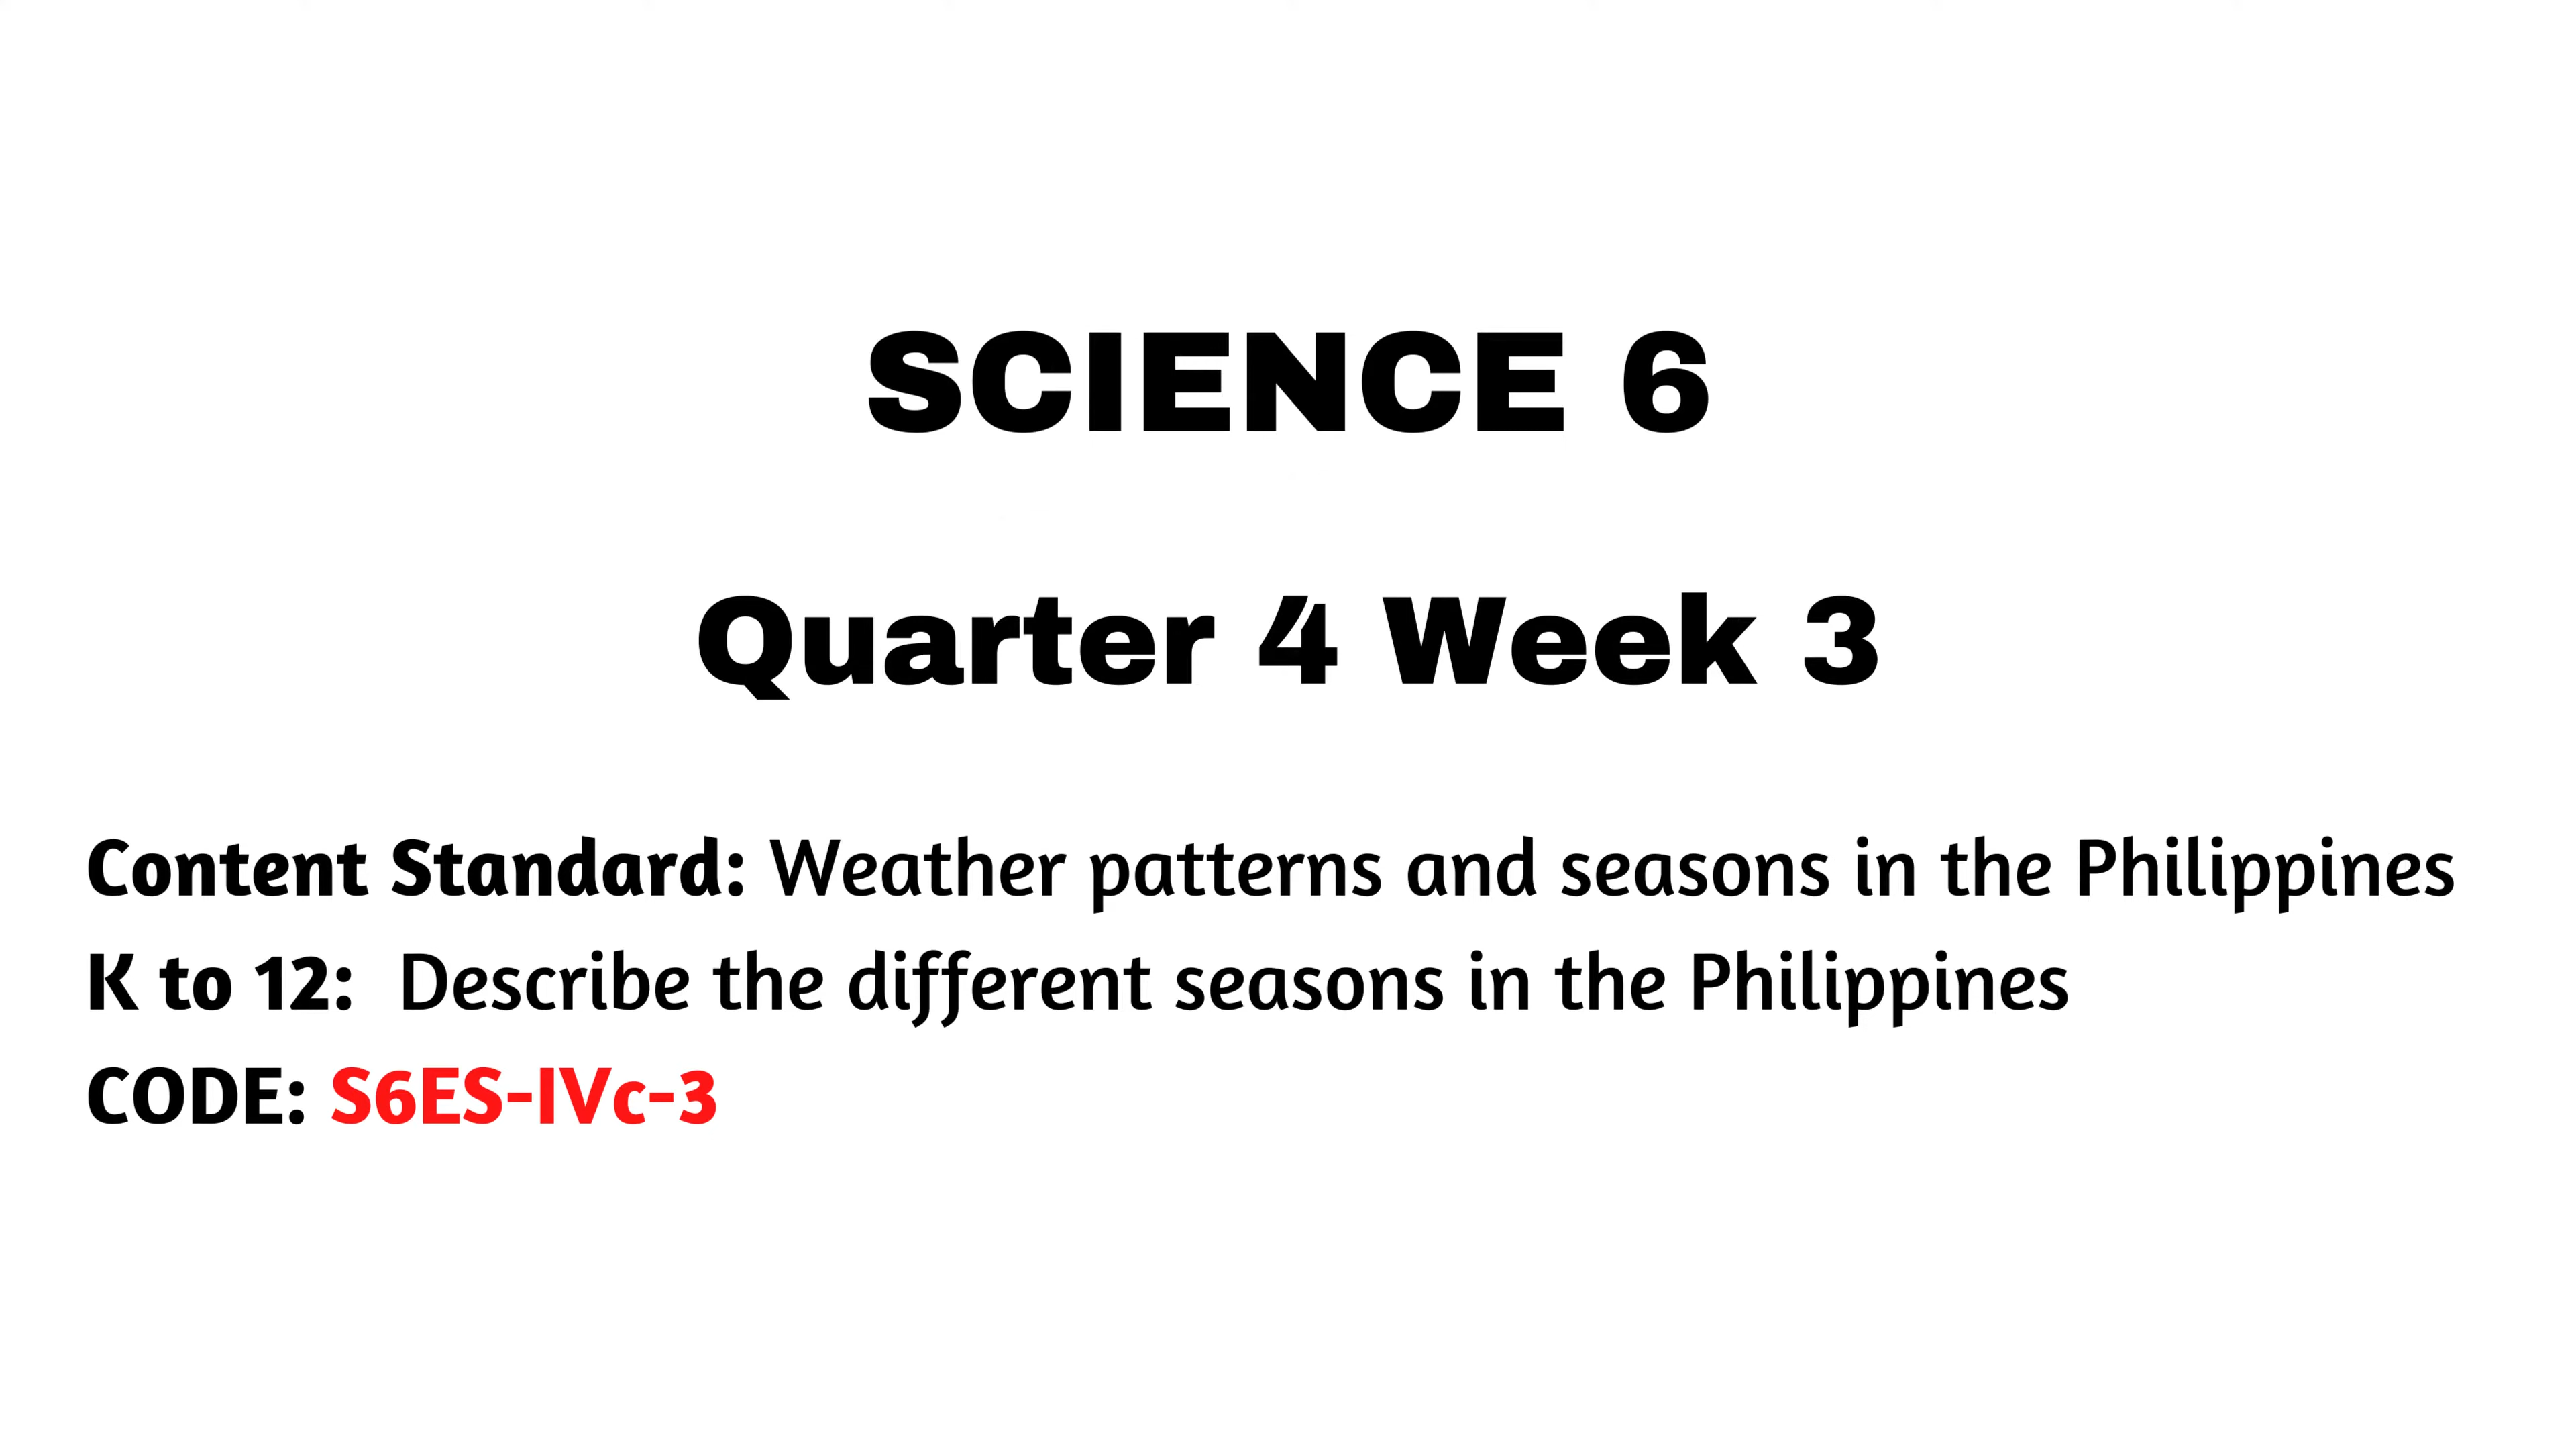 SCIENCE 6
Quarter 4 Week 3
Content Standard: Weather patterns and seasons in the Philippines
K to 12: Describe the different seasons in the Philippines
CODE: S6ES-IVc-3